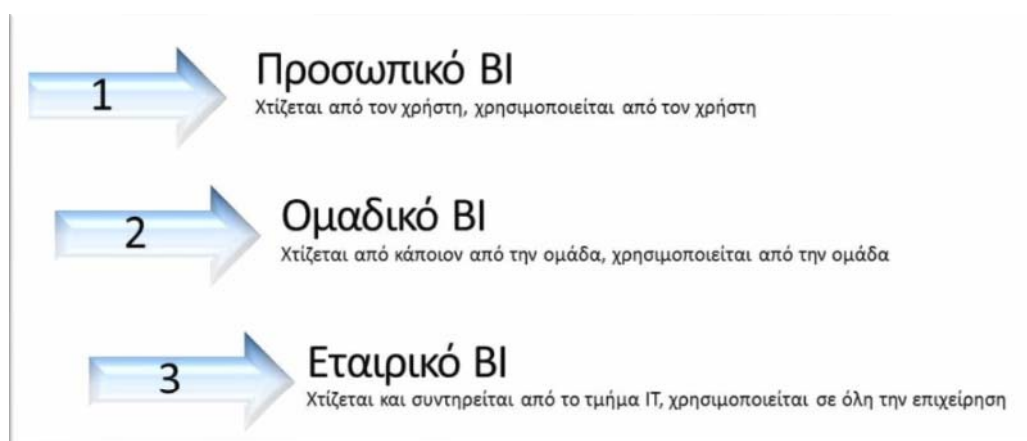 1
Προσωπικό BI
Χτίζεται από τον χρήστη, χρησιμοποιείται από τον χρήστη
2
Ομαδικό BI
Χτίζεται από κάποιον από την ομάδα, χρησιμοποιείται από την ομάδα
3
Εταιρικό BI
Χτίζεται και συντηρείται από το τμήμα IT, χρησιμοποιείται σε όλη την επιχείρηση